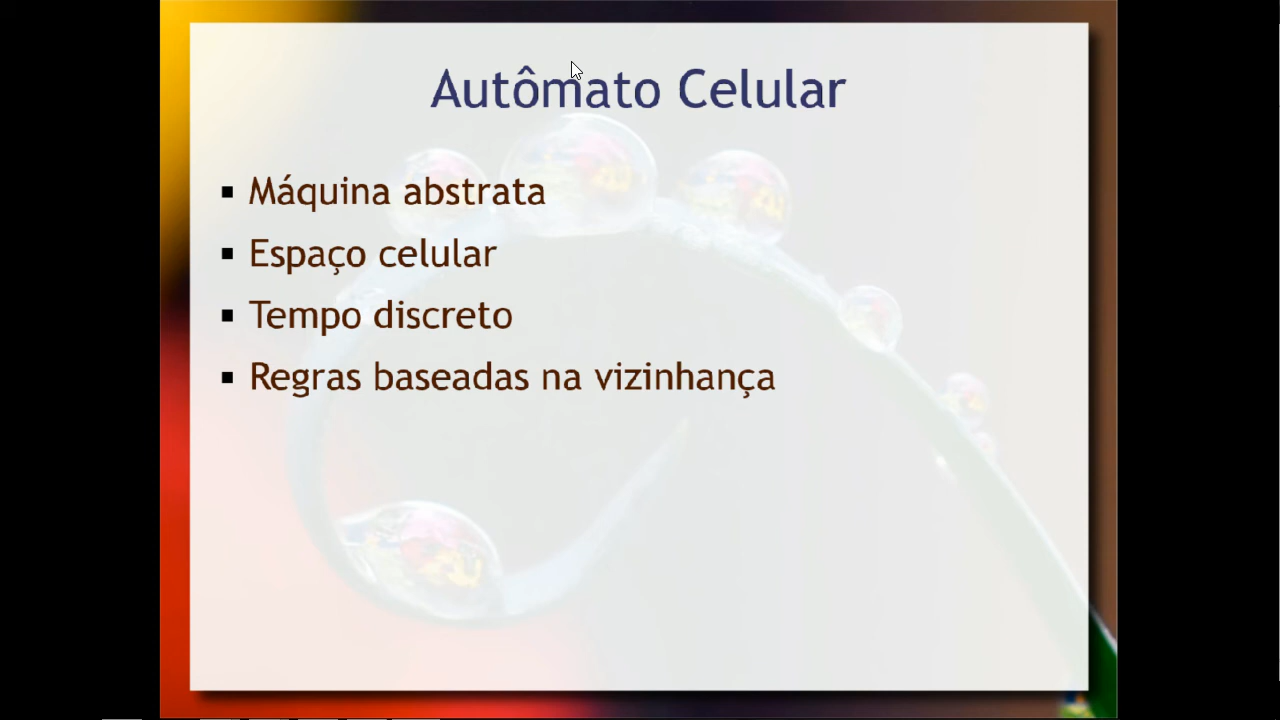 Autômato Celular
▪ Máquina abstrata
▪ Espaço celular
▪ Tempo discreto
▪ Regras baseadas na vizinhança